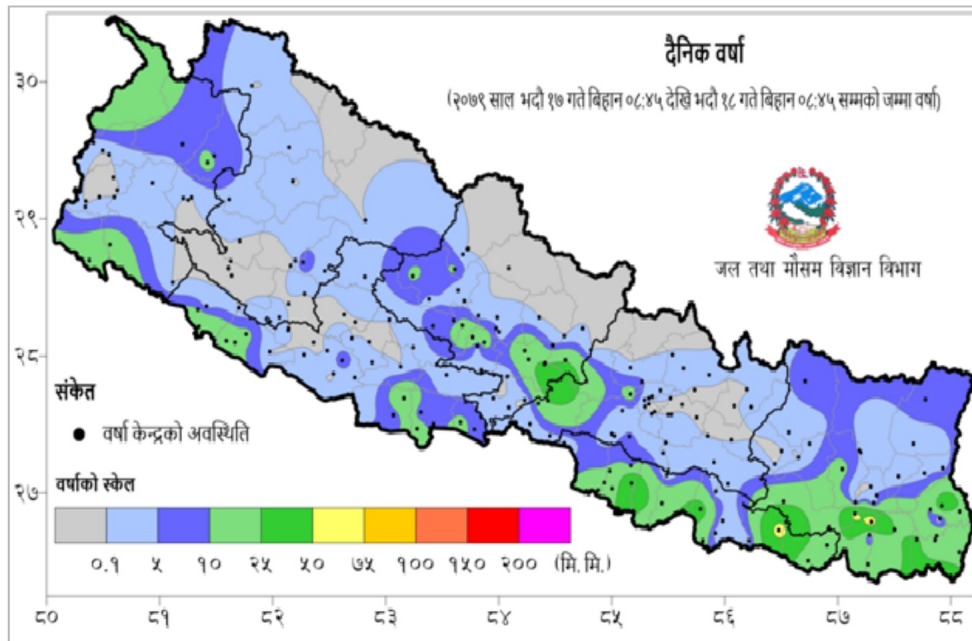 दैनिक वर्षा
(२०७९ साल भदौ १७ गते बिहान ०८:४५ देखि भदौ १८ गते बिहान ०८:४५ सम्मको जम्मा वर्षा)
जल तथा मौसम विज्ञान विभाग
३०
२९
२८
२७
संकेत
वर्षा केन्द्रको अवस्थिति
वर्षाको स्केल
०.१ ५ १० २५ ५० ७५ १०० १५० २०० (मि.मि.)
८० ८१ ८२ ८३ ८४ ८५ ८६ ८७ ८८